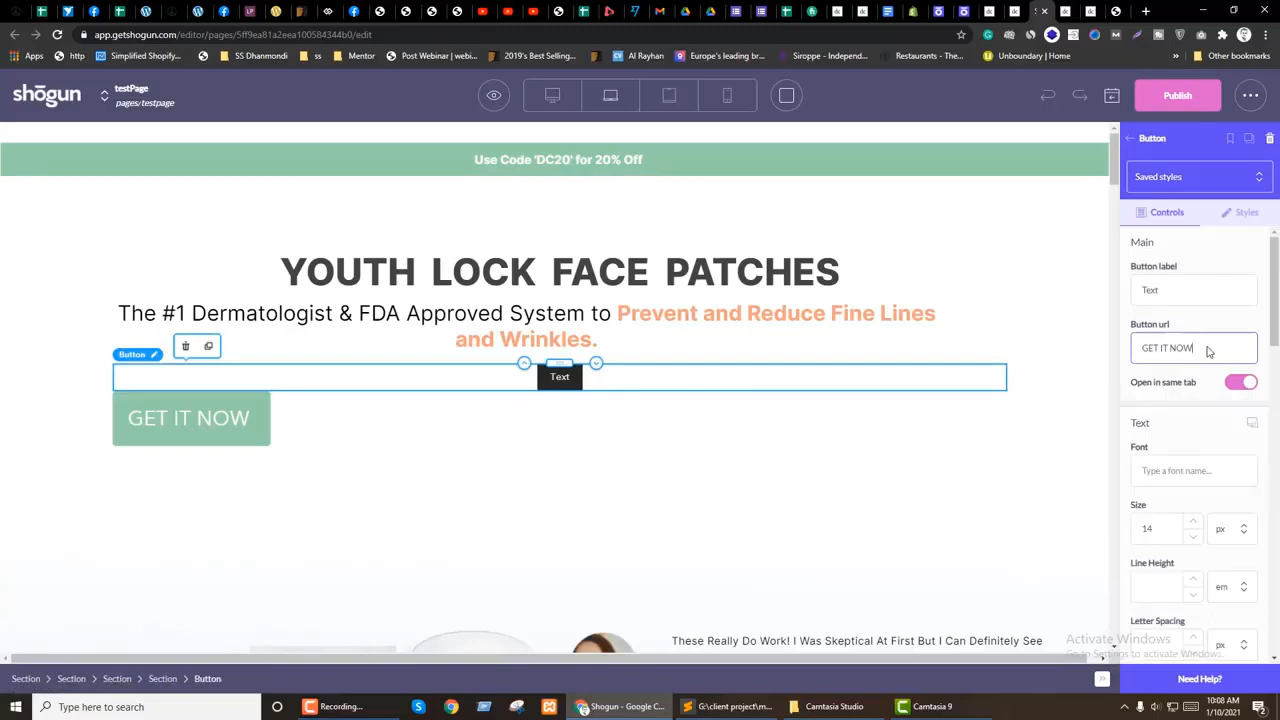 app.getshogun.com/editor/pages/5ff9ea81a2eea100584344b0/edit
Apps
http
Simplified Shopify...
SS Dhanmondi
ss
Mentor
Post Webinar | web...
2019's Best Selling...
Al Rayhan
Europe's leading br...
Siroppe - Independ...
Restaurants - The...
Unboundary | Home
Other bookmarks
shōgun
testPage
pages/testpage
Publish
Use Code 'DC20' for 20% Off
Button
Saved styles
Controls
Styles
YOUTH LOCK FACE PATCHES
The #1 Dermatologist & FDA Approved System to Prevent and Reduce Fine Lines
and Wrinkles.
Button
Text
GET IT NOW
Main
Button label
Text
Button url
GET IT NOW
Open in same tab
Text
Font
Type a font name...
Size
14
px
Line Height
em
Letter Spacing
px
These Really Do Work! I Was Skeptical At First But I Can Definitely See
Activate Windows
Go to Settings to activate Windows.
Section
Section
Section
Section
Button
Need Help?
Type here to search
Recording...
Shogun - Google C...
G:\client project\m...
Camtasia Studio
Camtasia 9
10:08 AM
1/10/2021